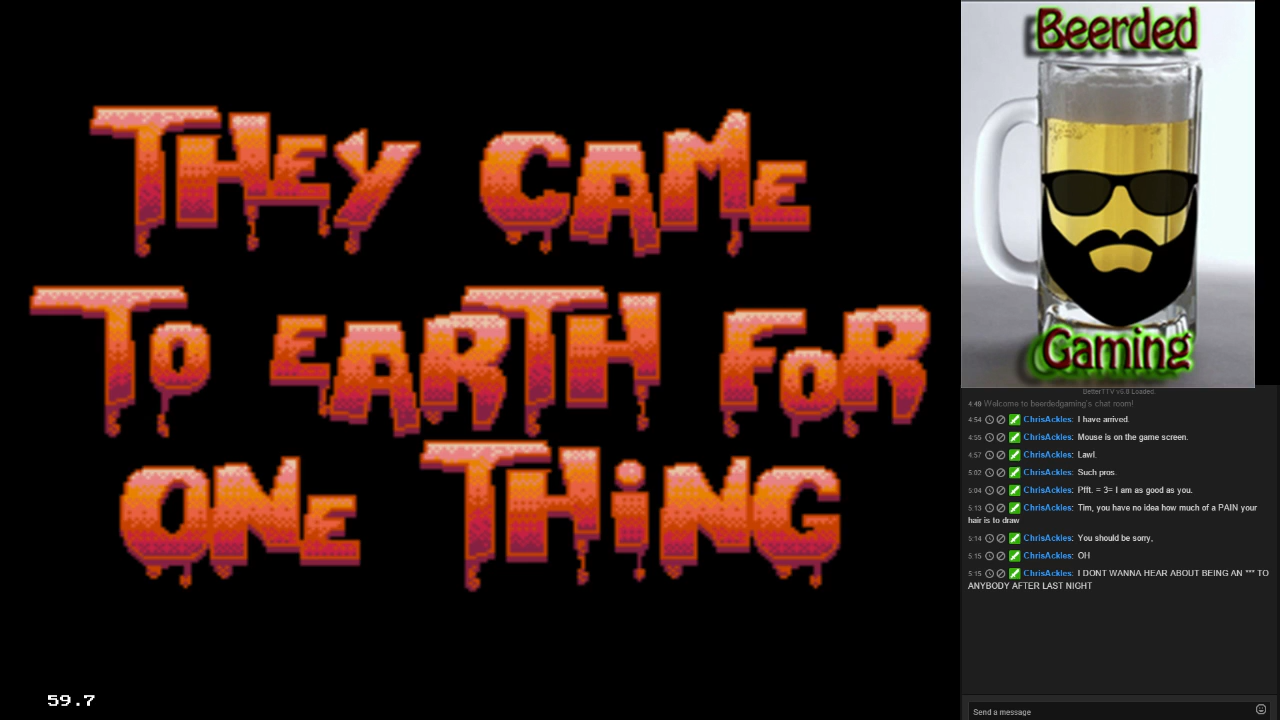 THEY CAME
TO EARTH FOR
ONE THING
59.7
Beerded
Gaming
BetterTTV v6.8 Loaded.
4:49 Welcome to beerdedgaming's chat room!
4:54 ChrisAckles: I have arrived.
4:55 ChrisAckles: Mouse is on the game screen.
4:57 ChrisAckles: Lawl.
5:02 ChrisAckles: Such pros.
5:04 ChrisAckles: Pfft. = 3= I am as good as you.
5:13 ChrisAckles: Tim, you have no idea how much of a PAIN your
hair is to draw
5:14 ChrisAckles: You should be sorry,
5:15 ChrisAckles: OH
5:15 ChrisAckles: I DONT WANNA HEAR ABOUT BEING AN *** TO
ANYBODY AFTER LAST NIGHT
Send a message